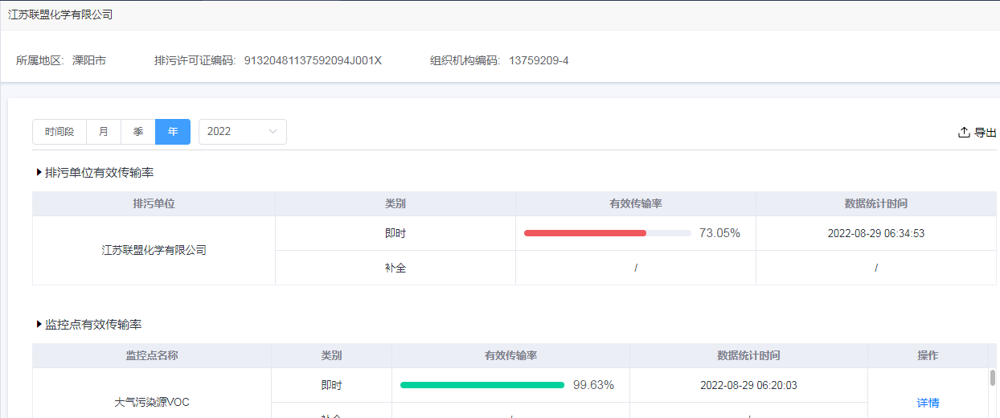 江苏联盟化学有限公司
所属地区: 溧阳市 排污许可证编码: 91320481137592094J001X 组织机构编码: 13759209-4
时间段 月 季 年 2022 导出
排污单位有效传输率
排污单位 类别 有效传输率 数据统计时间
即时 73.05% 2022-08-29 06:34:53
江苏联盟化学有限公司
补全 / /
监控点有效传输率
监控点名称 类别 有效传输率 数据统计时间 操作
即时 99.63% 2022-08-29 06:20:03
大气污染源VOC 详情